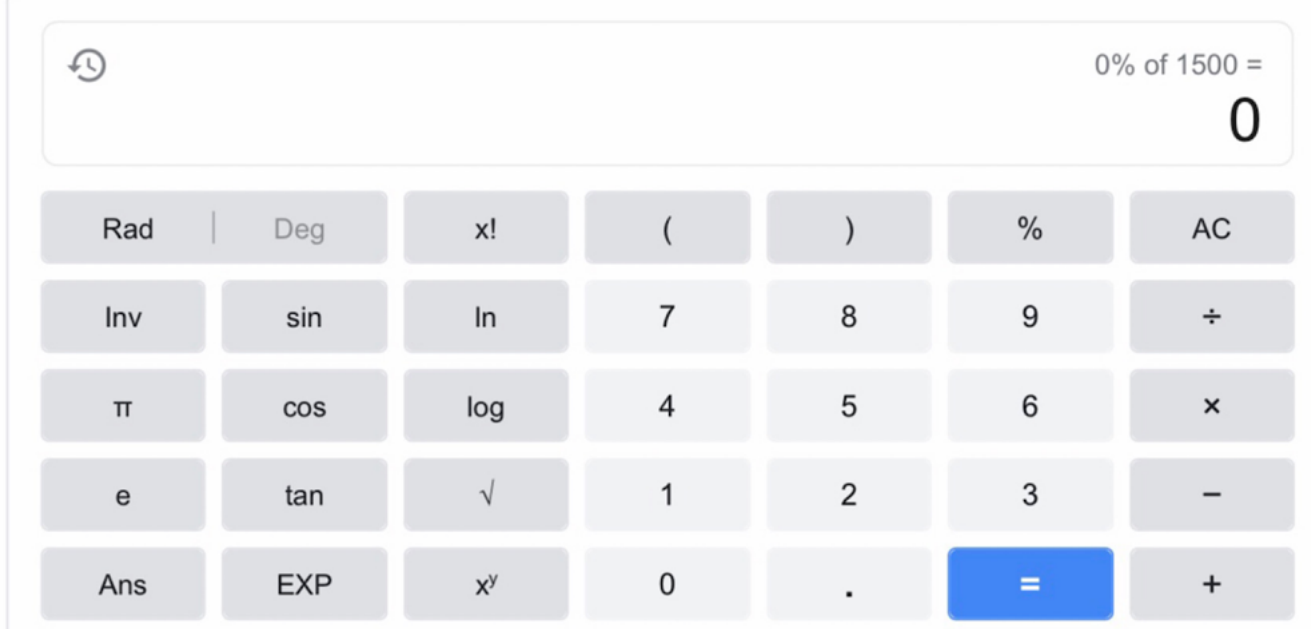 0% of 1500 =
0
Rad | Deg x! ( ) % AC
Inv sin ln 7 8 9 ÷
π cos log 4 5 6 ×
e tan √ 1 2 3 −
Ans EXP xʸ 0 . = +